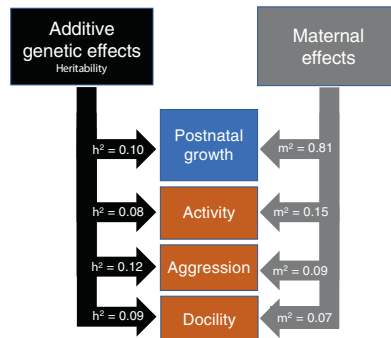 Additive
genetic effects
Heritability
Maternal
effects
h² = 0.10
Postnatal
growth
m² = 0.81
h² = 0.08
Activity
m² = 0.15
h² = 0.12
Aggression
m² = 0.09
h² = 0.09
Docility
m² = 0.07